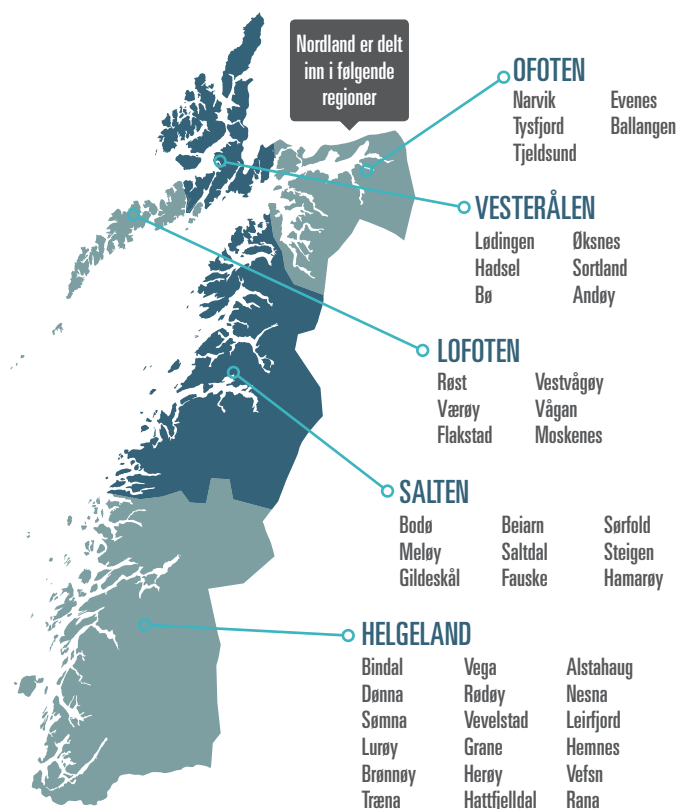 Nordland er delt
inn i følgende
regioner
OFOTEN
Narvik Evenes
Tysfjord Ballangen
Tjeldsund
VESTERÅLEN
Lødingen Øksnes
Hadsel Sortland
Bø Andøy
LOFOTEN
Røst Vestvågøy
Værøy Vågan
Flakstad Moskenes
SALTEN
Bodø Beiarn Sørfold
Meløy Saltdal Steigen
Gildeskål Fauske Hamarøy
HELGELAND
Bindal Vega Alstahaug
Dønna Rødøy Nesna
Sømna Vevelstad Leirfjord
Lurøy Grane Hemnes
Brønnøy Herøy Vefsn
Træna Hattfjelldal Rana